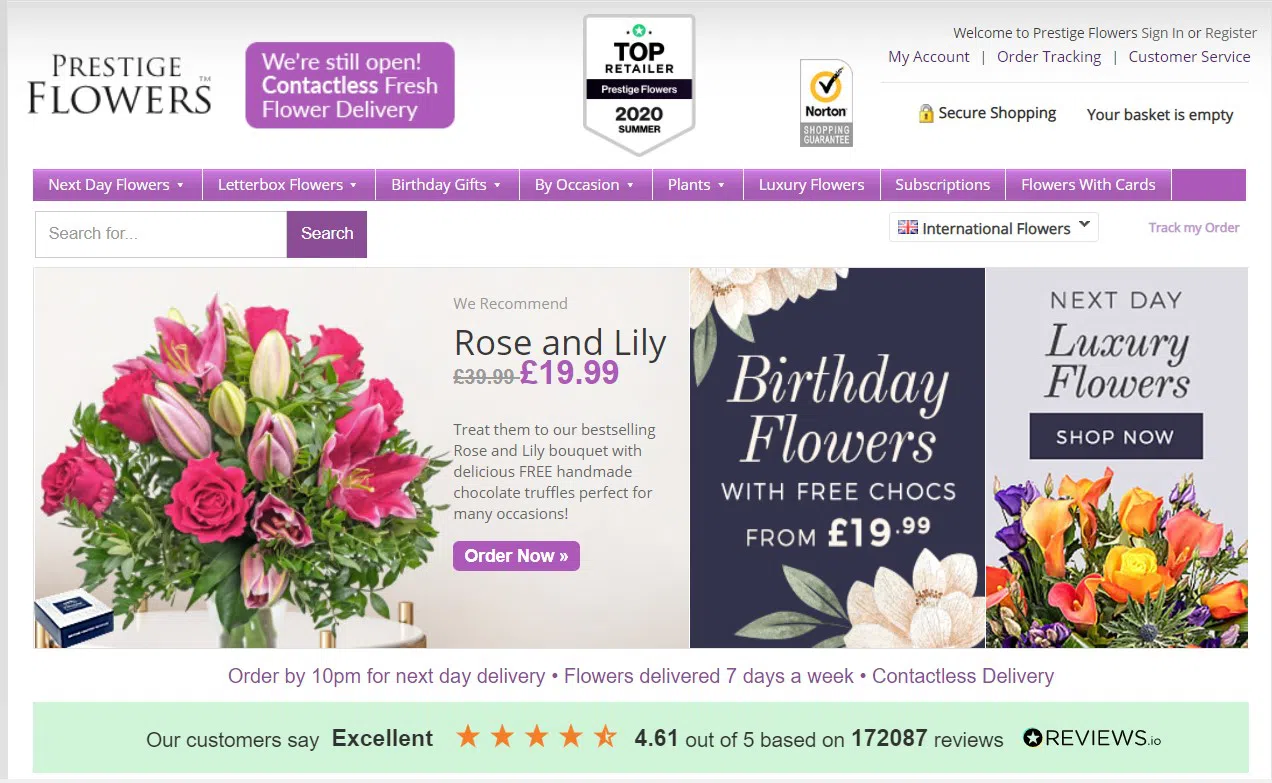 PRESTIGE
FLOWERS™
We're still open!
Contactless Fresh
Flower Delivery
TOP
RETAILER
Prestige Flowers
2020
SUMMER
Norton
SHOPPING
GUARANTEE
Welcome to Prestige Flowers Sign In or Register
My Account | Order Tracking | Customer Service
Secure Shopping Your basket is empty
Next Day Flowers Letterbox Flowers Birthday Gifts By Occasion Plants Luxury Flowers Subscriptions Flowers With Cards
Search for... Search
International Flowers Track my Order
We Recommend
Rose and Lily
£39.99 £19.99
Treat them to our bestselling
Rose and Lily bouquet with
delicious FREE handmade
chocolate truffles perfect for
many occasions!
Order Now »
Birthday
Flowers
WITH FREE CHOCS
FROM £19.99
NEXT DAY
Luxury
Flowers
SHOP NOW
Order by 10pm for next day delivery • Flowers delivered 7 days a week • Contactless Delivery
Our customers say Excellent 4.61 out of 5 based on 172087 reviews REVIEWS.io